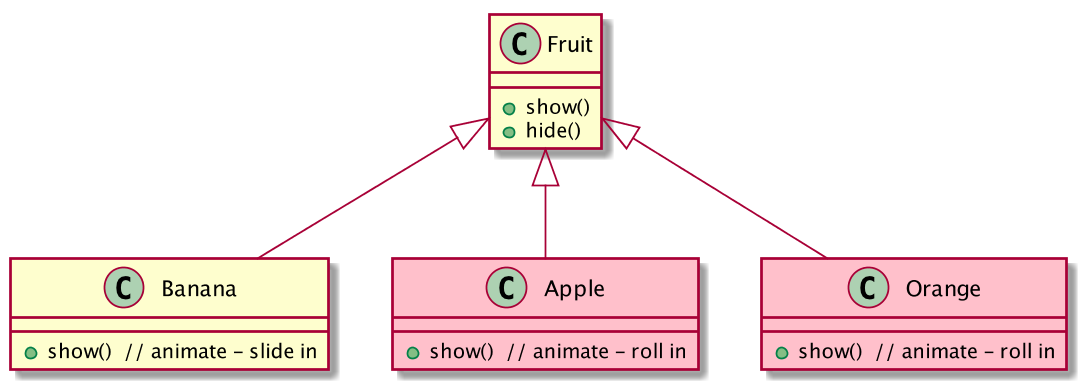 C Fruit
show()
hide()
C Banana
show() // animate – slide in
C Apple
show() // animate – roll in
C Orange
show() // animate – roll in